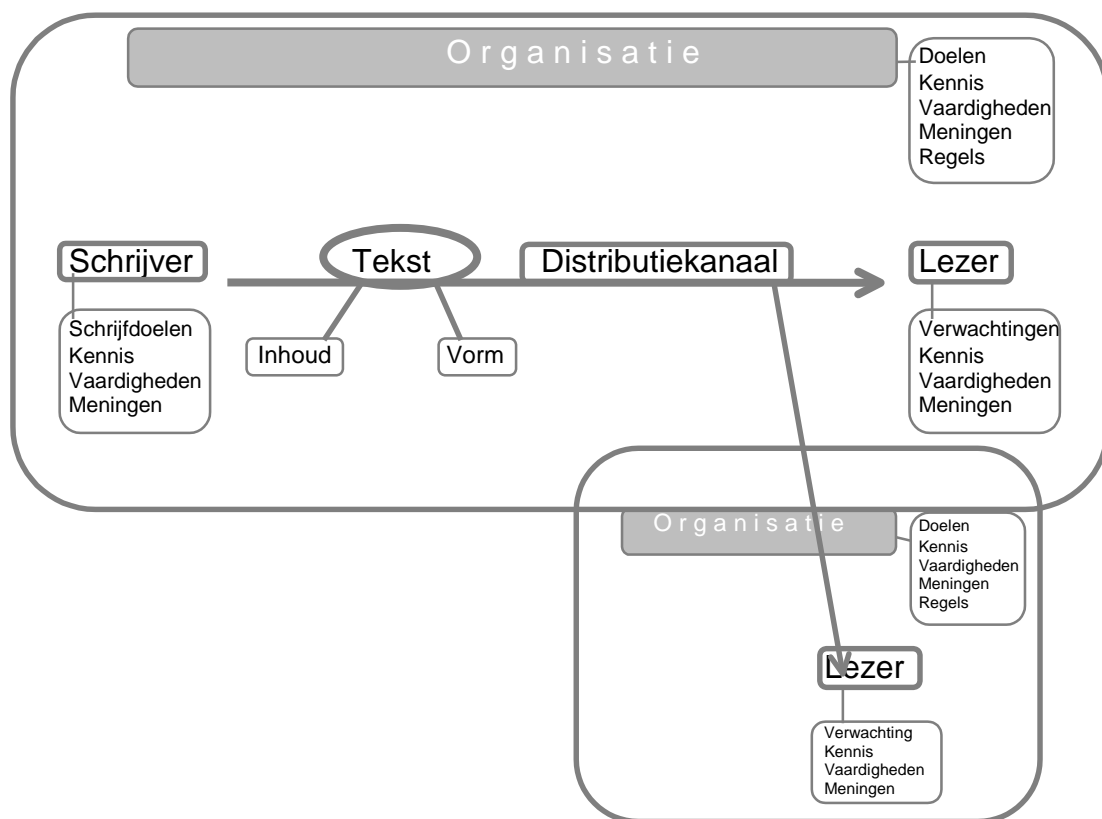 Organisatie
Doelen
Kennis
Vaardigheden
Meningen
Regels
Schrijver
Tekst
Distributiekanaal
Lezer
Schrijfdoelen
Kennis
Vaardigheden
Meningen
Inhoud
Vorm
Verwachtingen
Kennis
Vaardigheden
Meningen
Organisatie
Doelen
Kennis
Vaardigheden
Meningen
Regels
Lezer
Verwachting
Kennis
Vaardigheden
Meningen